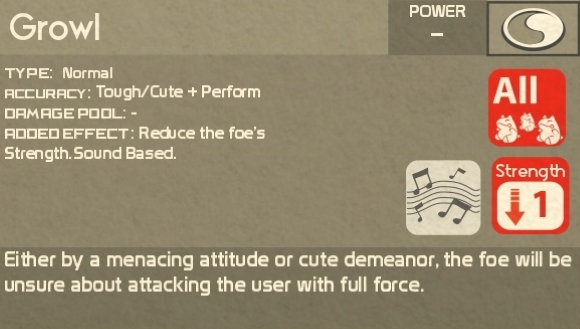 Growl
POWER
–
TYPE: Normal
ACCURACY: Tough/Cute + Perform
DAMAGE POOL: -
ADDED EFFECT: Reduce the foe's
Strength.Sound Based.
All
Strength
1
Either by a menacing attitude or cute demeanor, the foe will be
unsure about attacking the user with full force.